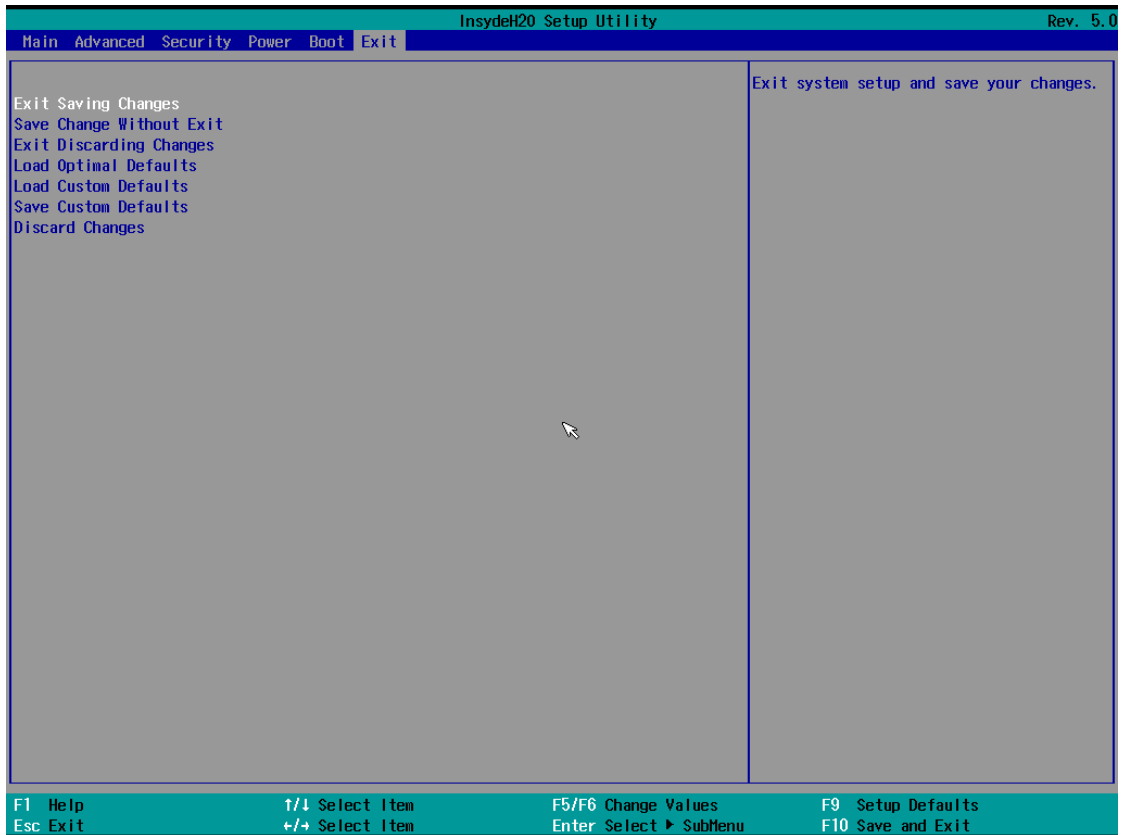 InsydeH20 Setup Utility Rev. 5.0
Main Advanced Security Power Boot Exit
Exit system setup and save your changes.
Exit Saving Changes
Save Change Without Exit
Exit Discarding Changes
Load Optimal Defaults
Load Custom Defaults
Save Custom Defaults
Discard Changes
F1 Help ↑/↓ Select Item F5/F6 Change Values F9 Setup Defaults
Esc Exit ←/→ Select Item Enter Select ▶ SubMenu F10 Save and Exit